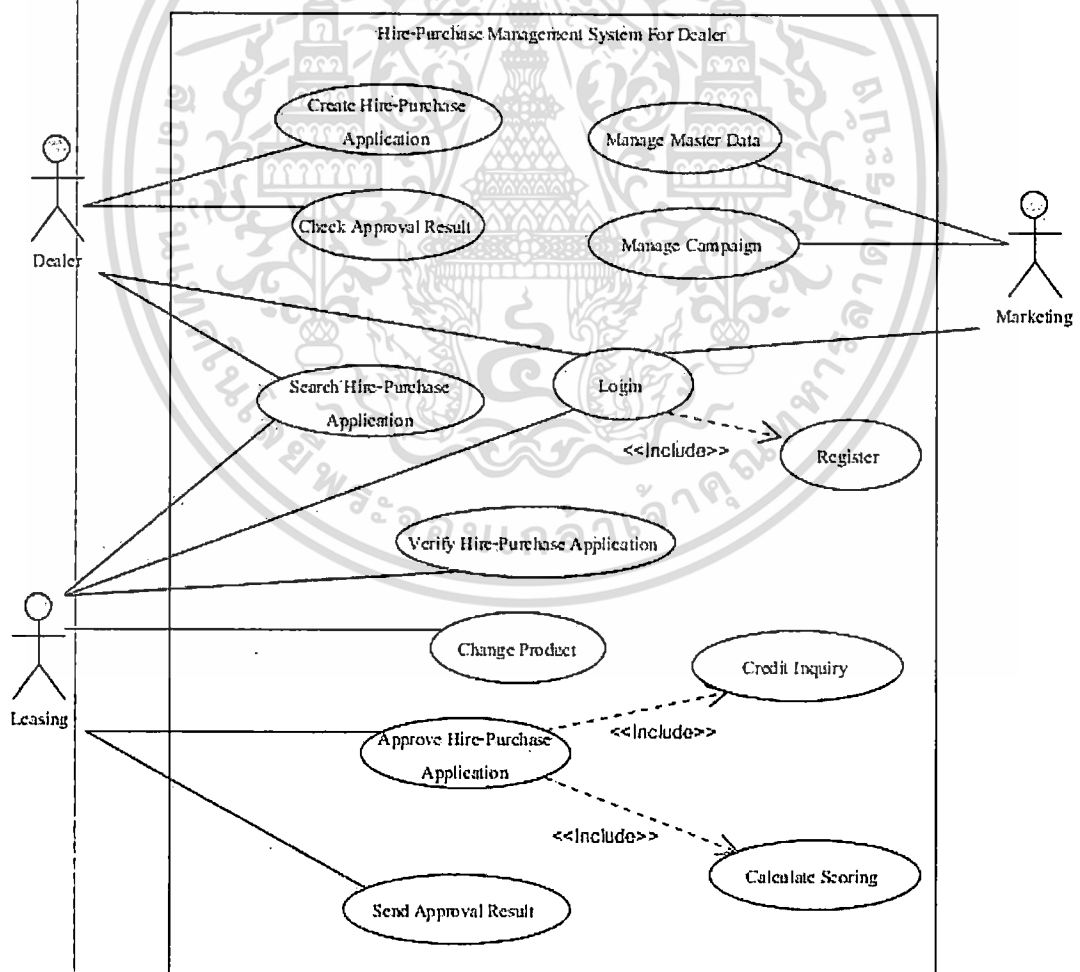 Hire-Purchase Management System For Dealer
Create Hire-Purchase
Application
Manage Master Data
Check Approval Result
Manage Campaign
Dealer
Marketing
Search Hire-Purchase
Application
Login
<<Include>>
Register
Verify Hire-Purchase Application
Change Product
Credit Inquiry
Leasing
<<Include>>
Approve Hire-Purchase
Application
<<Include>>
Calculate Scoring
Send Approval Result